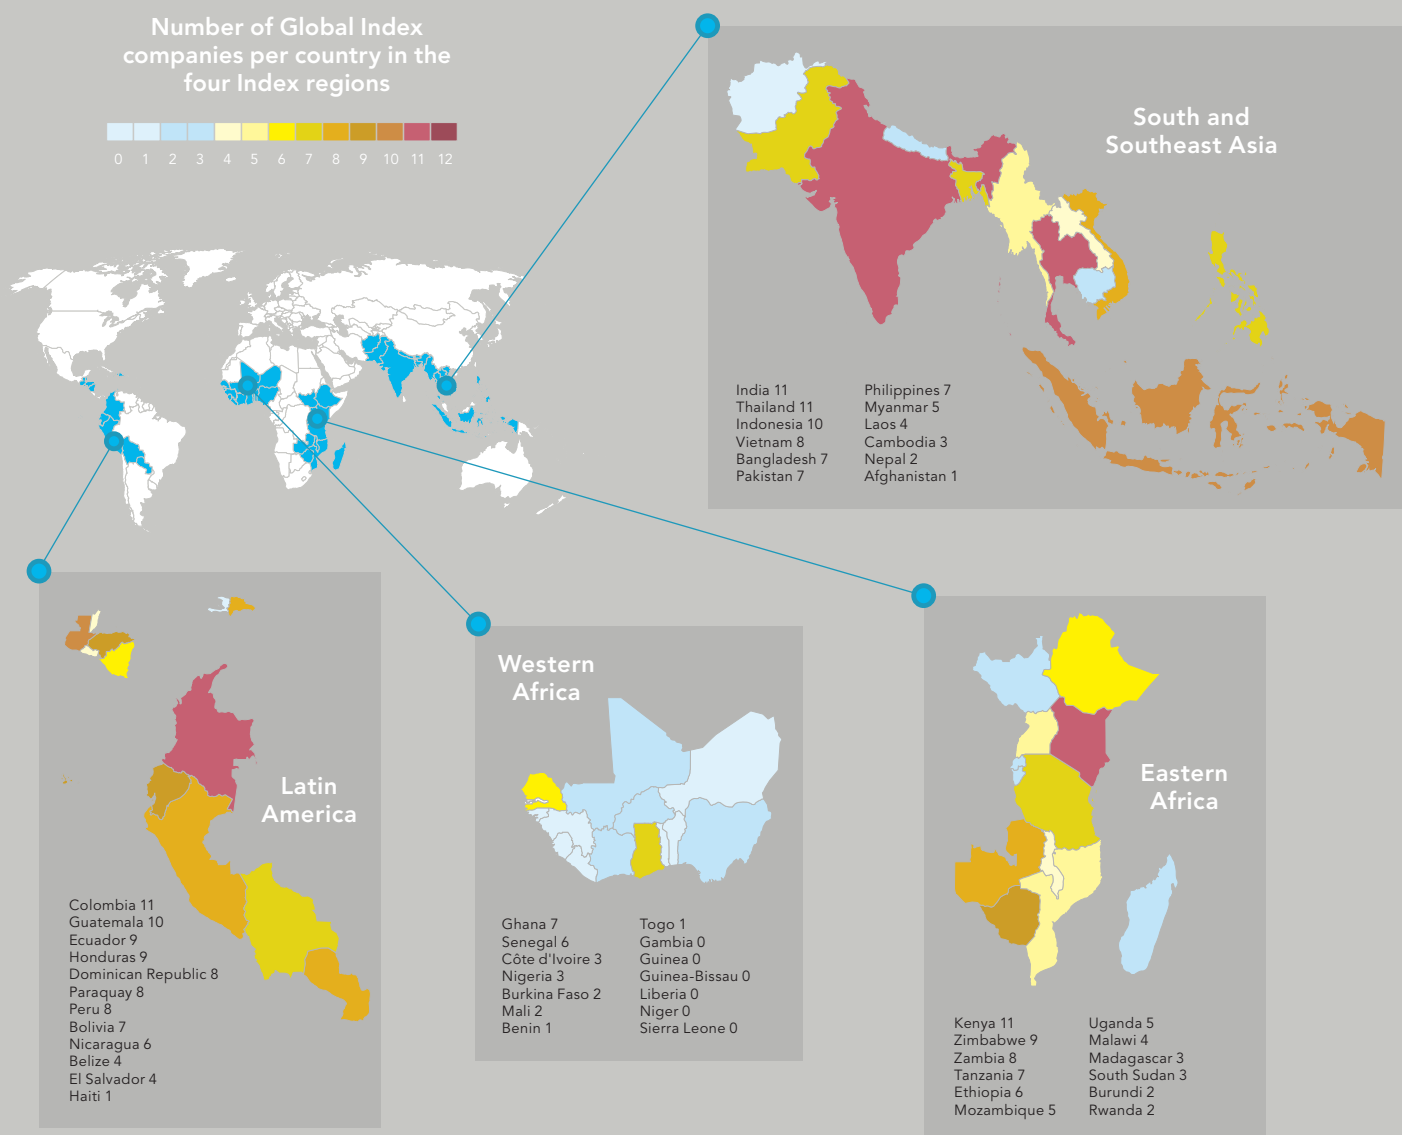 Number of Global Index
companies per country in the
four Index regions
0 1 2 3 4 5 6 7 8 9 10 11 12
South and
Southeast Asia
India 11
Thailand 11
Indonesia 10
Vietnam 8
Bangladesh 7
Pakistan 7
Philippines 7
Myanmar 5
Laos 4
Cambodia 3
Nepal 2
Afghanistan 1
Latin
America
Colombia 11
Guatemala 10
Ecuador 9
Honduras 9
Dominican Republic 8
Paraquay 8
Peru 8
Bolivia 7
Nicaragua 6
Belize 4
El Salvador 4
Haiti 1
Western
Africa
Ghana 7
Senegal 6
Côte d'Ivoire 3
Nigeria 3
Burkina Faso 2
Mali 2
Benin 1
Togo 1
Gambia 0
Guinea 0
Guinea-Bissau 0
Liberia 0
Niger 0
Sierra Leone 0
Eastern
Africa
Kenya 11
Zimbabwe 9
Zambia 8
Tanzania 7
Ethiopia 6
Mozambique 5
Uganda 5
Malawi 4
Madagascar 3
South Sudan 3
Burundi 2
Rwanda 2